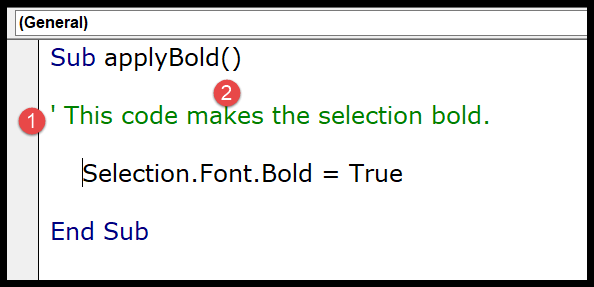 (General)
Sub applyBold()
2
1
' This code makes the selection bold.
Selection.Font.Bold = True
End Sub